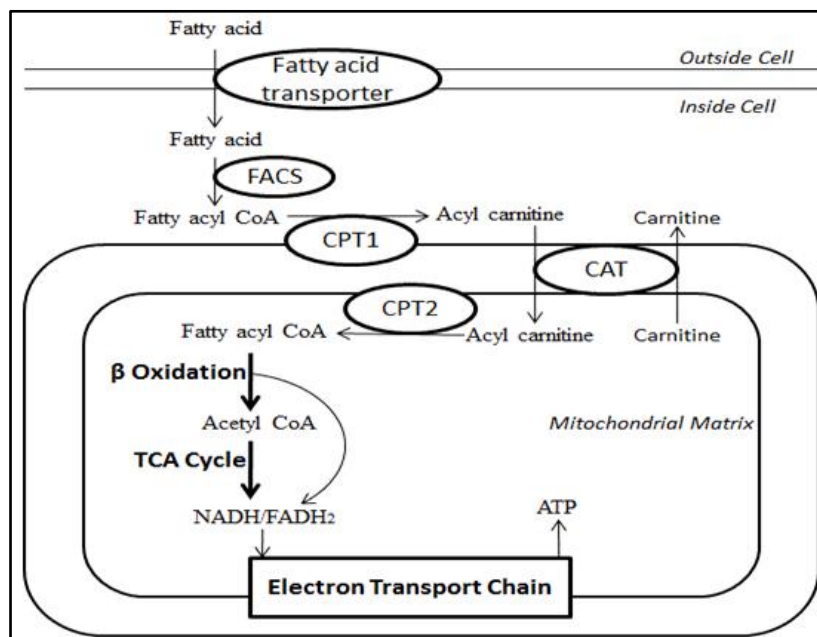 Fatty acid
Outside Cell
Fatty acid
transporter
Inside Cell
Fatty acid
FACS
Fatty acyl CoA
Acyl carnitine
Carnitine
CPT1
CAT
CPT2
Fatty acyl CoA
Acyl carnitine
Carnitine
β Oxidation
Acetyl CoA
Mitochondrial Matrix
TCA Cycle
NADH/FADH₂
ATP
Electron Transport Chain